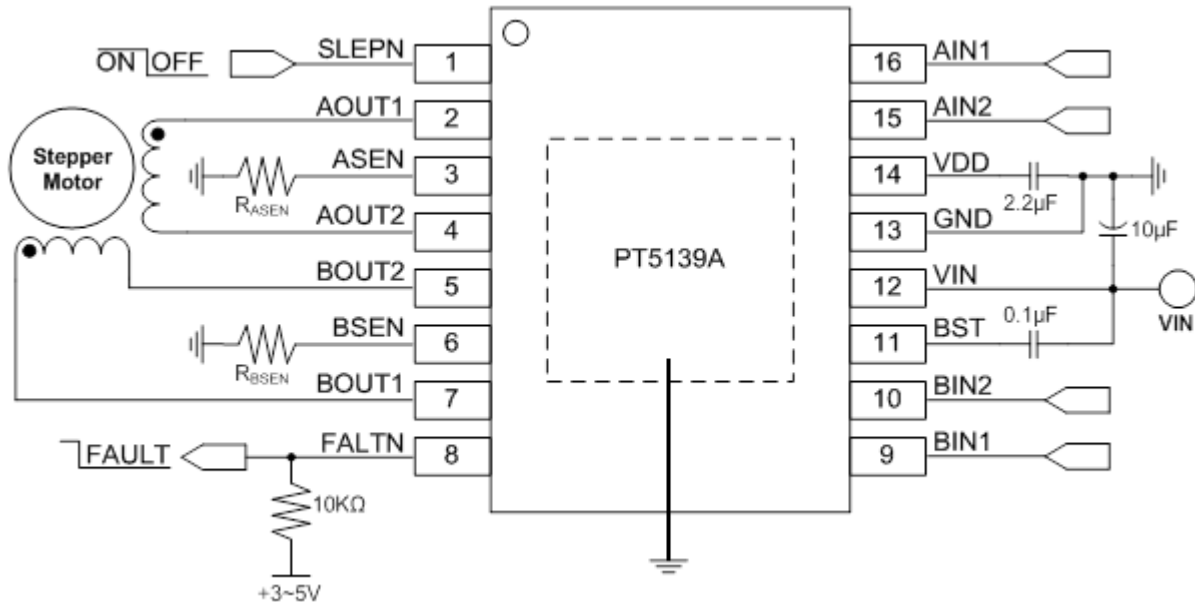 ON OFF
SLEPN
1
16
AIN1
AOUT1
2
15
AIN2
Stepper
Motor
ASEN
3
14
VDD
R_ASEN
2.2µF
AOUT2
4
13
GND
10µF
PT5139A
BOUT2
5
12
VIN
VIN
BSEN
6
11
BST
0.1µF
R_BSEN
BOUT1
7
10
BIN2
FAULT
FALTN
8
9
BIN1
10KΩ
+3~5V